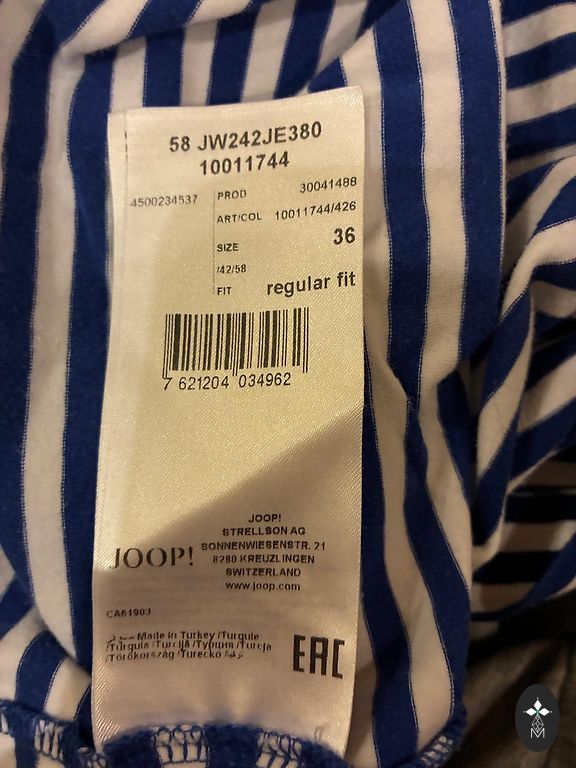 58 JW242JE380
10011744
4500234537
PROD 30041488
ART/COL 10011744/426
SIZE 36
/42/58
FIT regular fit
7 621204 034962
JOOP!
STRELLSON AG
SONNENWIESENSTR. 21
8280 KREUZLINGEN
SWITZERLAND
www.joop.com
JOOP!
CA61903
Made in Turkey /Turquie
/Turquía /Turcijā /Турция /Turcja
/Törökország /Turecko /تركيا
EAC